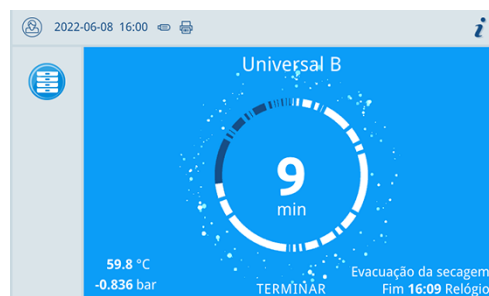 2022-06-08 16:00
i
Universal B
9
min
59.8 °C
-0.836 bar
TERMINAR
Evacuação da secagem
Fim 16:09 Relógio